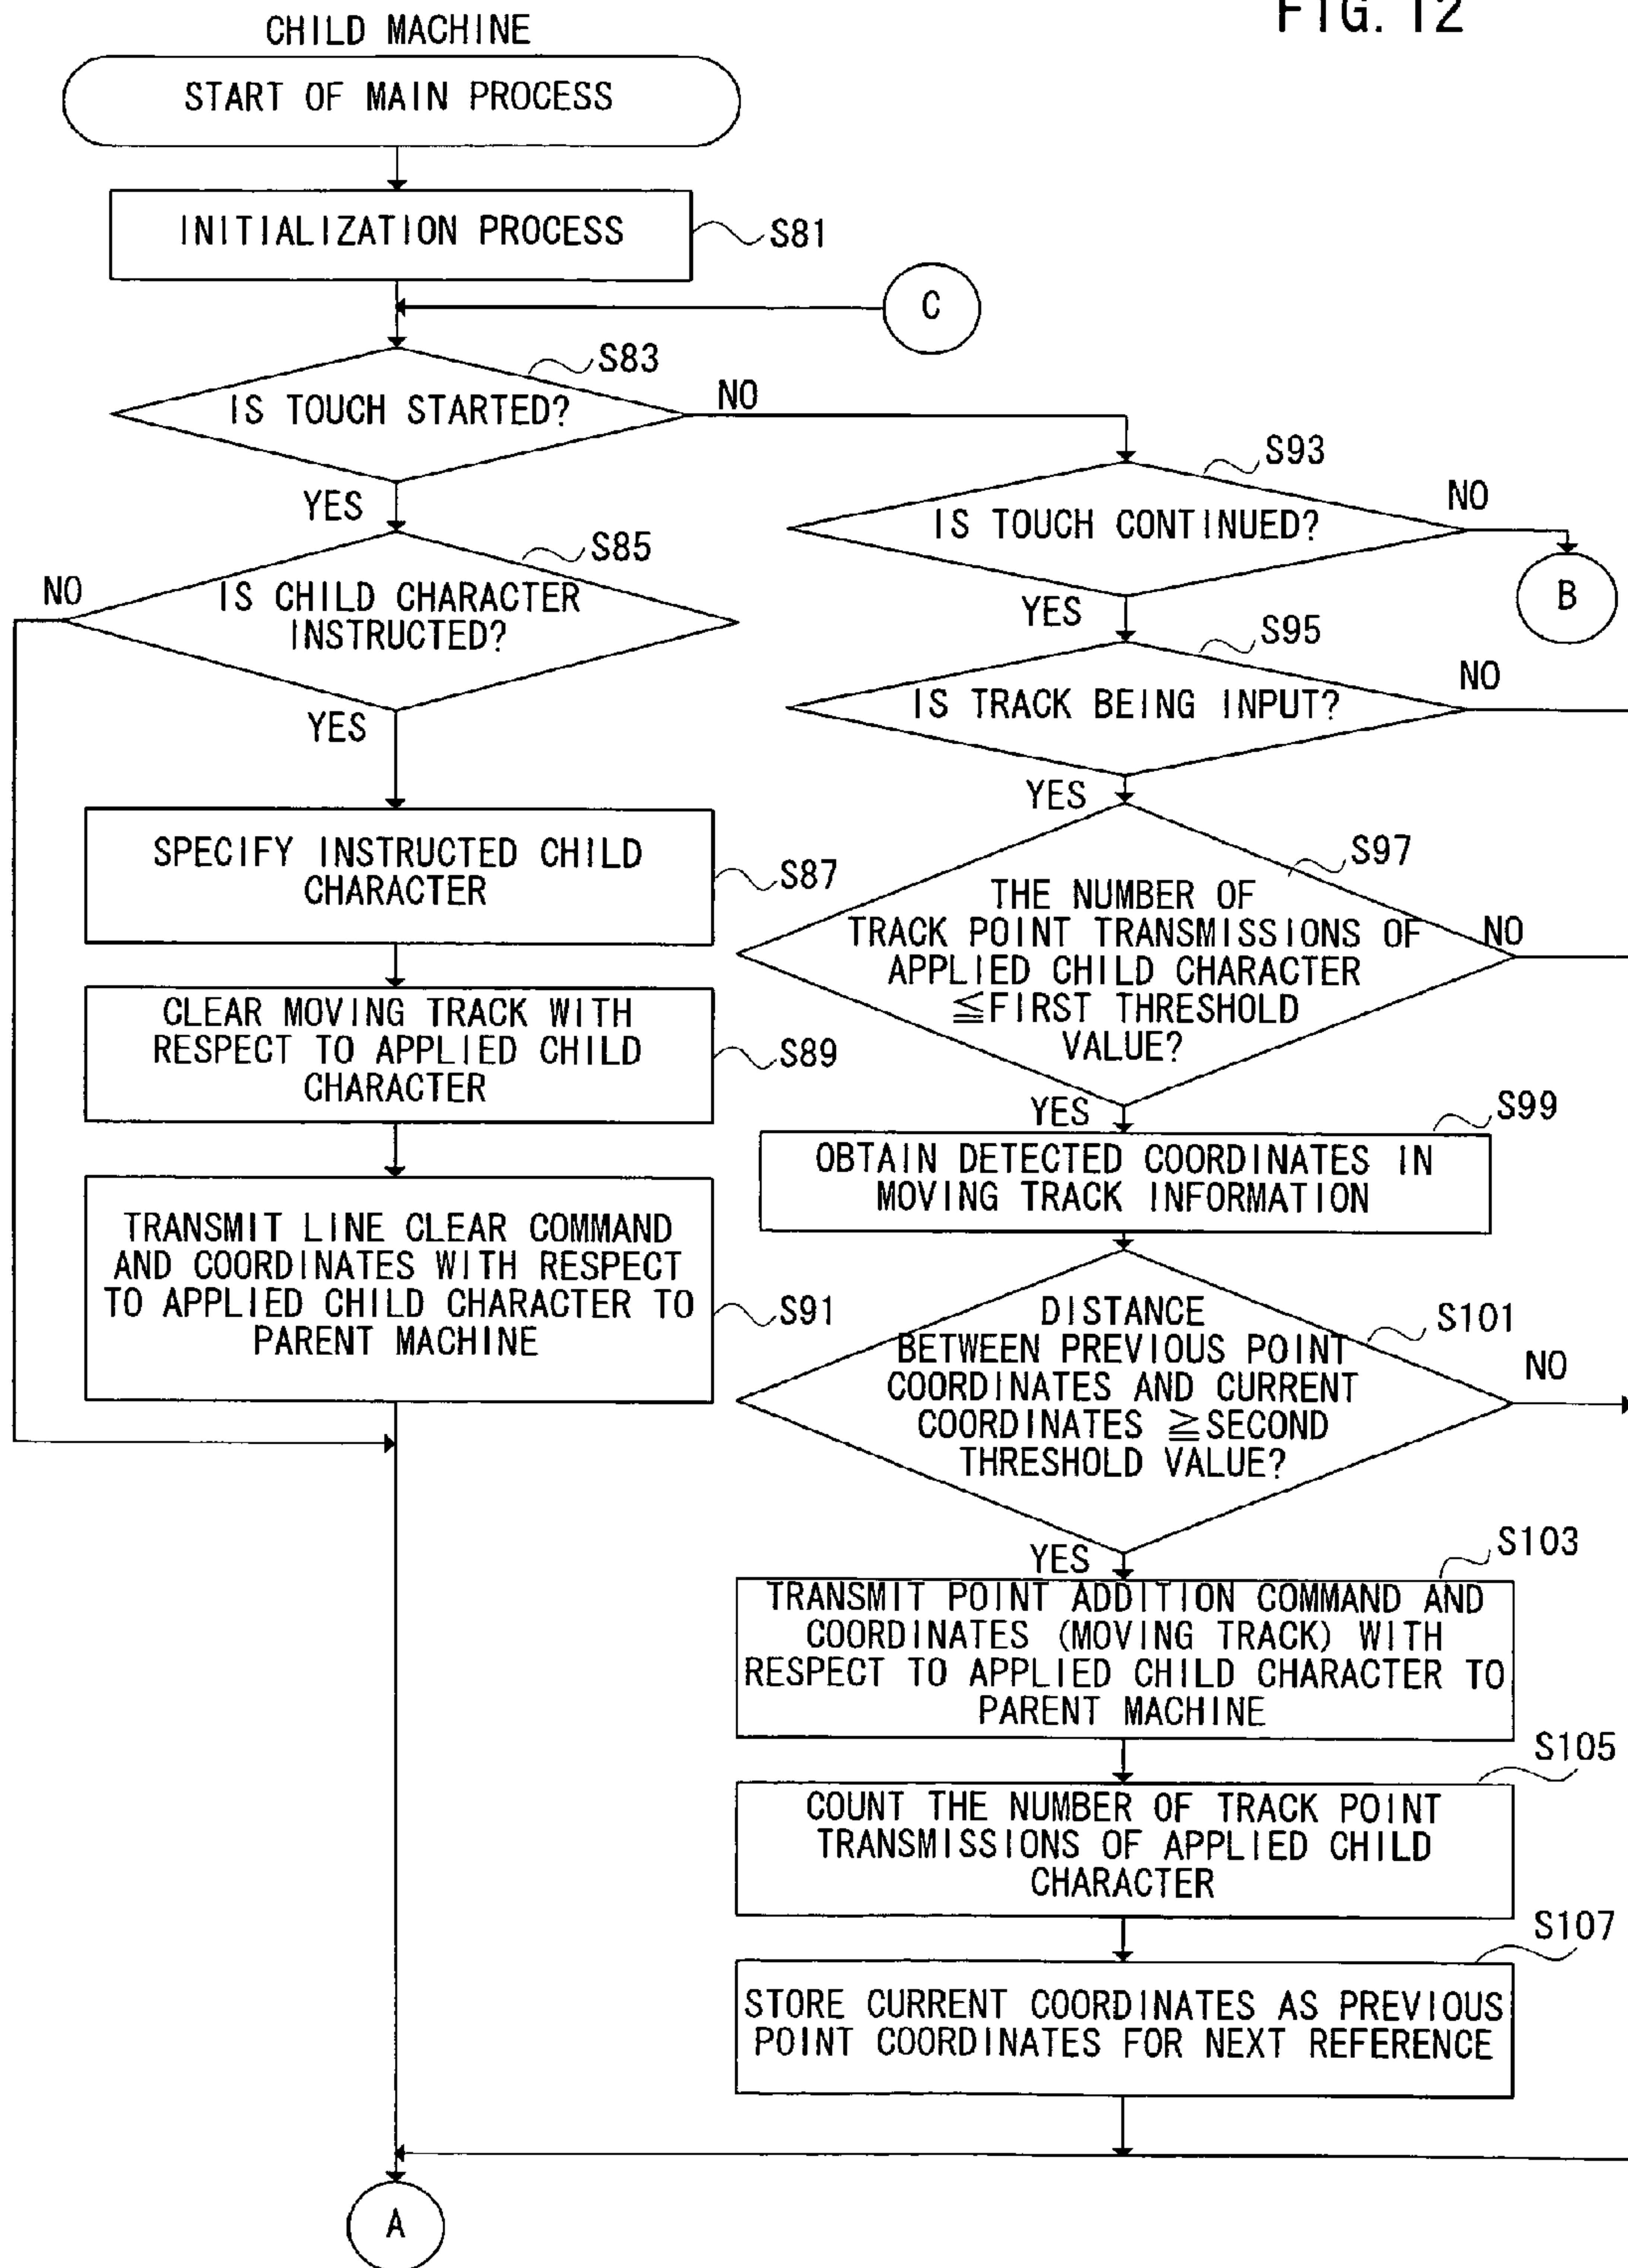 FIG. 12
CHILD MACHINE
START OF MAIN PROCESS
INITIALIZATION PROCESS
S81
C
S83
IS TOUCH STARTED?
NO
YES
S85
NO
IS CHILD CHARACTER
INSTRUCTED?
YES
SPECIFY INSTRUCTED CHILD
CHARACTER
S87
CLEAR MOVING TRACK WITH
RESPECT TO APPLIED CHILD
CHARACTER
S89
TRANSMIT LINE CLEAR COMMAND
AND COORDINATES WITH RESPECT
TO APPLIED CHILD CHARACTER TO
PARENT MACHINE
S91
S93
NO
IS TOUCH CONTINUED?
B
YES
S95
NO
IS TRACK BEING INPUT?
YES
S97
THE NUMBER OF
TRACK POINT TRANSMISSIONS OF
APPLIED CHILD CHARACTER
≦FIRST THRESHOLD
VALUE?
NO
YES
S99
OBTAIN DETECTED COORDINATES IN
MOVING TRACK INFORMATION
DISTANCE
BETWEEN PREVIOUS POINT
COORDINATES AND CURRENT
COORDINATES ≧SECOND
THRESHOLD VALUE?
S101
NO
YES
S103
TRANSMIT POINT ADDITION COMMAND AND
COORDINATES (MOVING TRACK) WITH
RESPECT TO APPLIED CHILD CHARACTER TO
PARENT MACHINE
S105
COUNT THE NUMBER OF TRACK POINT
TRANSMISSIONS OF APPLIED CHILD
CHARACTER
S107
STORE CURRENT COORDINATES AS PREVIOUS
POINT COORDINATES FOR NEXT REFERENCE
A